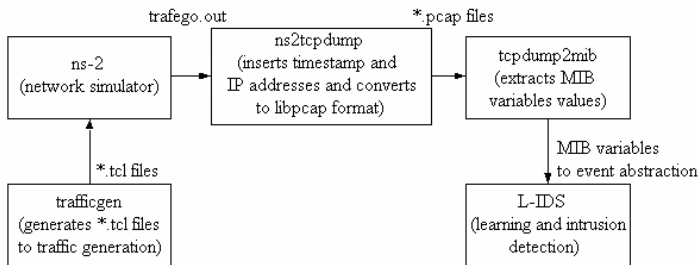 trafego.out
*.pcap files
ns-2
(network simulator)
ns2tcpdump
(inserts timestamp and
IP addresses and converts
to libpcap format)
tcpdump2mib
(extracts MIB
variables values)
*.tcl files
MIB variables
to event abstraction
trafficgen
(generates *.tcl files
to traffic generation)
L-IDS
(learning and intrusion
detection)